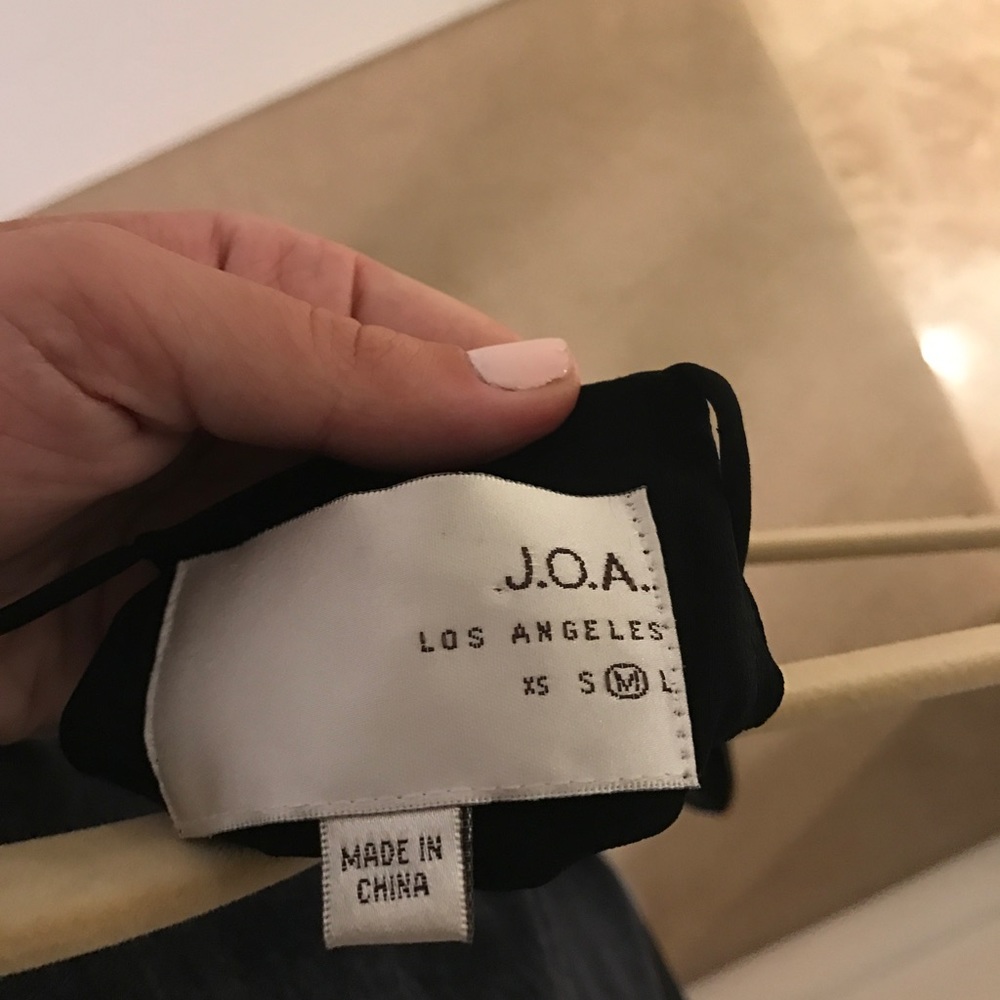 J.O.A.
LOS ANGELES
XS S M L
MADE IN
CHINA